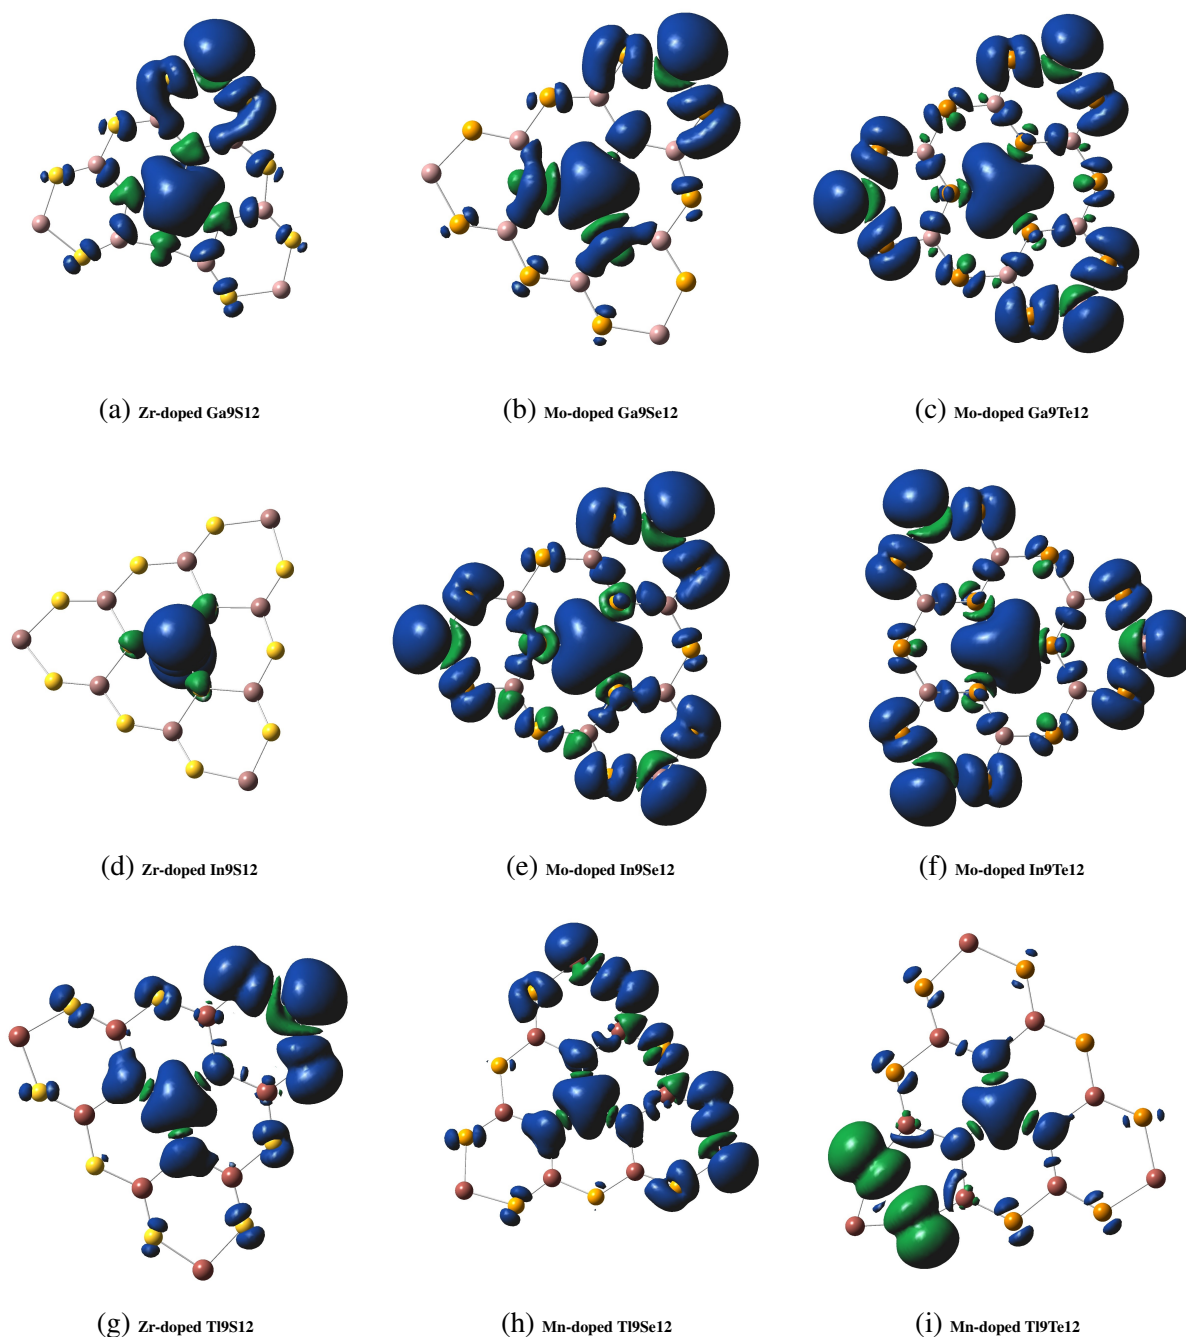 (a) Zr-doped Ga9S12
(b) Mo-doped Ga9Se12
(c) Mo-doped Ga9Te12
(d) Zr-doped In9S12
(e) Mo-doped In9Se12
(f) Mo-doped In9Te12
(g) Zr-doped Tl9S12
(h) Mn-doped Tl9Se12
(i) Mn-doped Tl9Te12